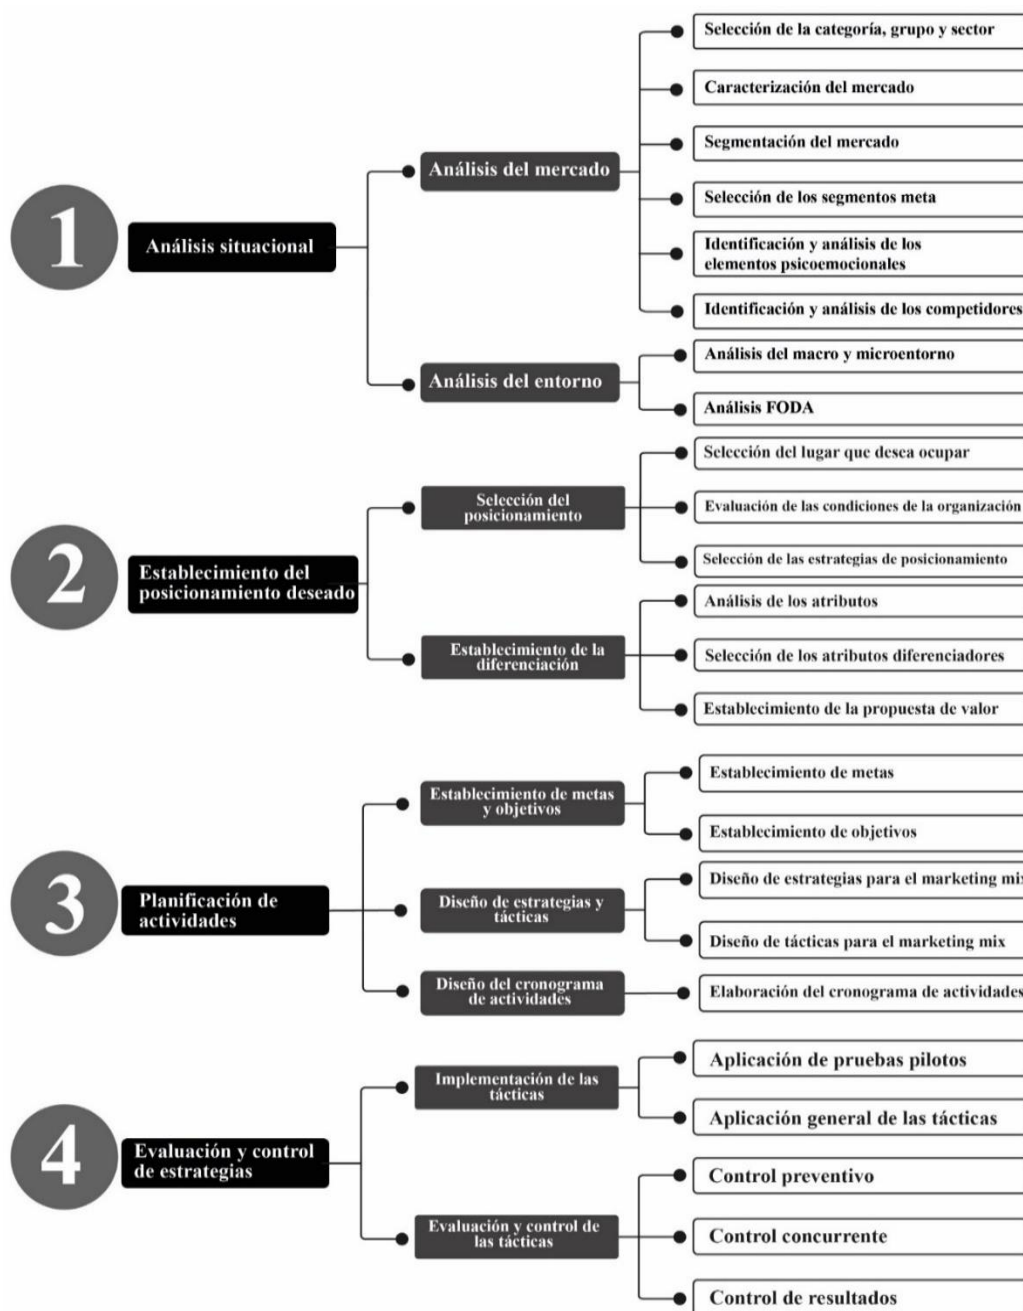 1
Análisis situacional
Análisis del mercado
Selección de la categoría, grupo y sector
Caracterización del mercado
Segmentación del mercado
Selección de los segmentos meta
Identificación y análisis de los
elementos psicoemocionales
Identificación y análisis de los competidores
Análisis del entorno
Análisis del macro y microentorno
Análisis FODA
2
Establecimiento del
posicionamiento deseado
Selección del
posicionamiento
Selección del lugar que desea ocupar
Evaluación de las condiciones de la organización
Selección de las estrategias de posicionamiento
Establecimiento de la
diferenciación
Análisis de los atributos
Selección de los atributos diferenciadores
Establecimiento de la propuesta de valor
3
Planificación de
actividades
Establecimiento de metas
y objetivos
Establecimiento de metas
Establecimiento de objetivos
Diseño de estrategias y
tácticas
Diseño de estrategias para el marketing mix
Diseño de tácticas para el marketing mix
Diseño del cronograma
de actividades
Elaboración del cronograma de actividades
4
Evaluación y control
de estrategias
Implementación de las
tácticas
Aplicación de pruebas pilotos
Aplicación general de las tácticas
Evaluación y control de
las tácticas
Control preventivo
Control concurrente
Control de resultados